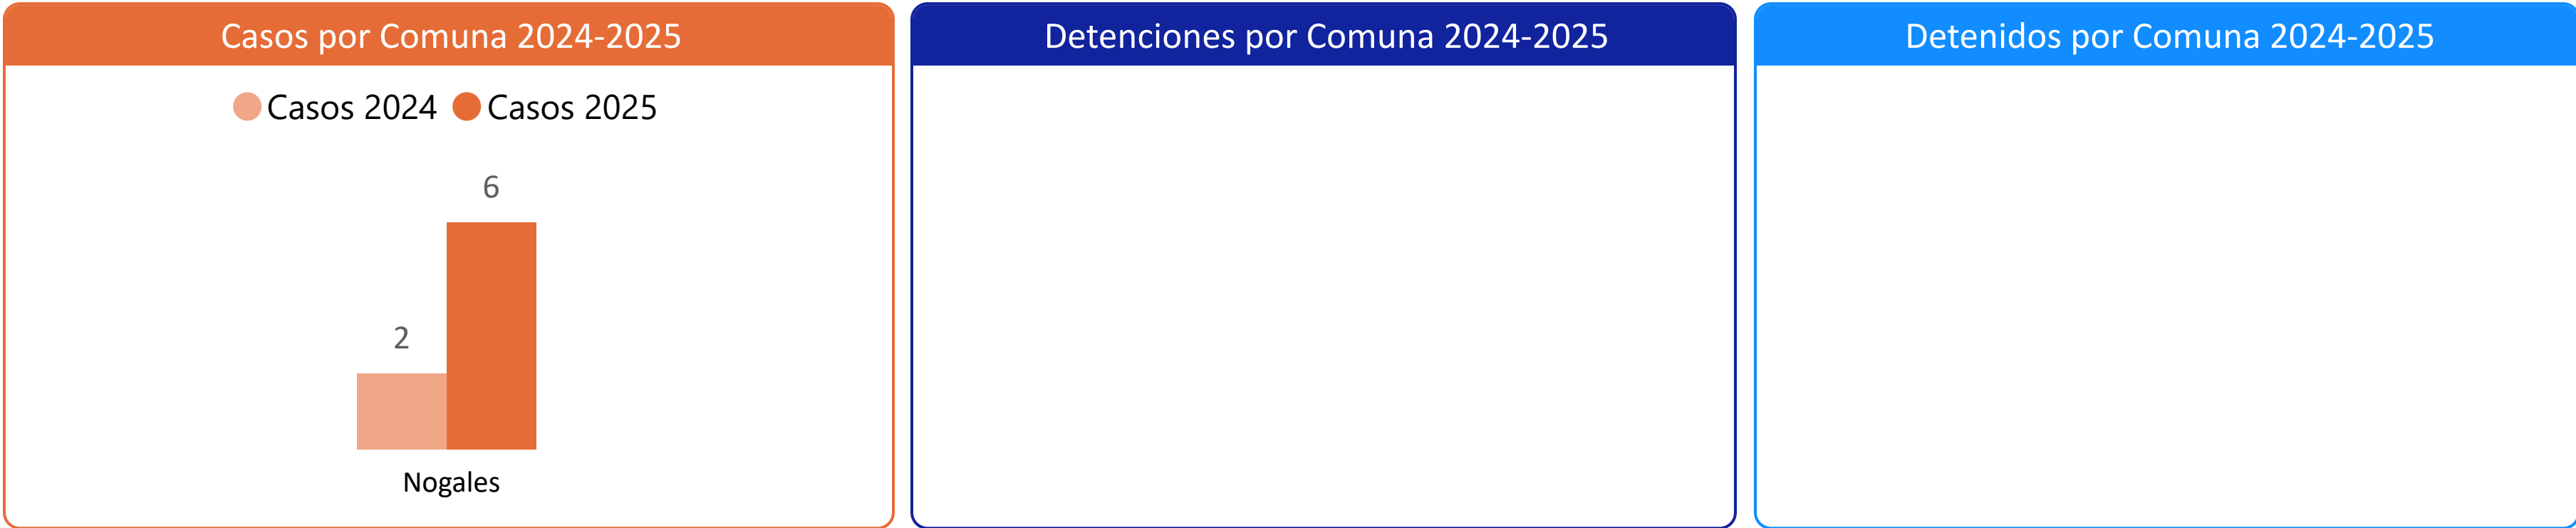 Casos por Comuna 2024-2025
Casos 2024 Casos 2025
6
2
Nogales
Detenciones por Comuna 2024-2025
Detenidos por Comuna 2024-2025